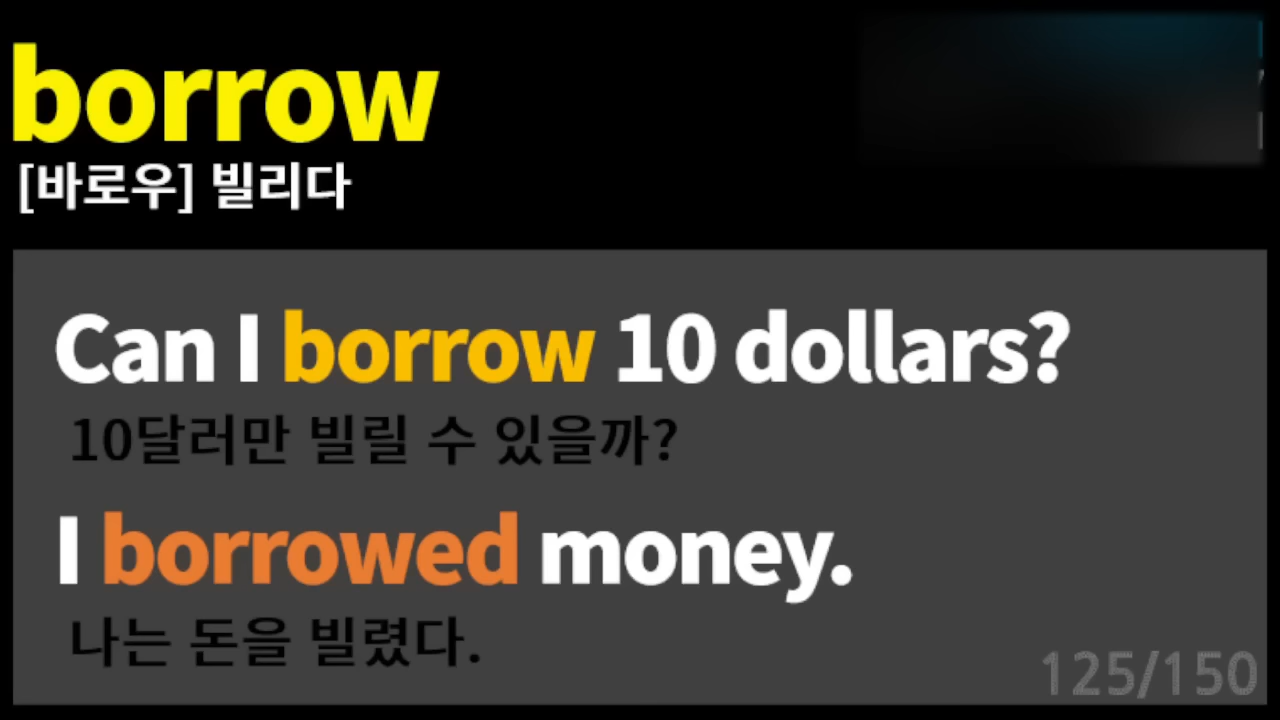 borrow
[바로우] 빌리다
Can I borrow 10 dollars?
10달러만 빌릴 수 있을까?
I borrowed money.
나는 돈을 빌렸다.
125/150